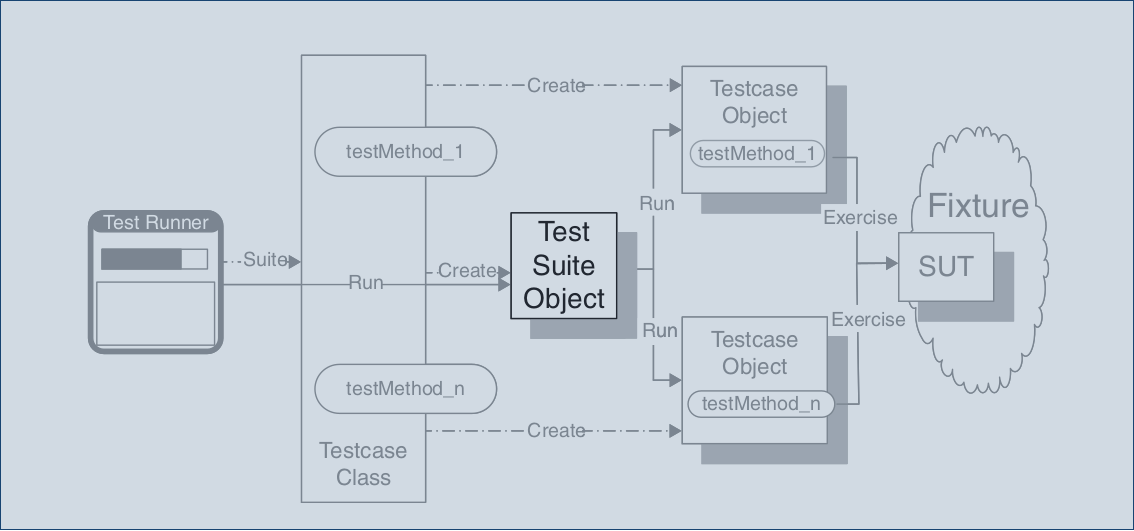 Create
Testcase
Object
testMethod_1
testMethod_1
Run
Exercise
Fixture
Test Runner
Suite
Create
Test
Suite
Object
SUT
Run
Run
Exercise
Testcase
Object
testMethod_n
testMethod_n
Create
Testcase
Class